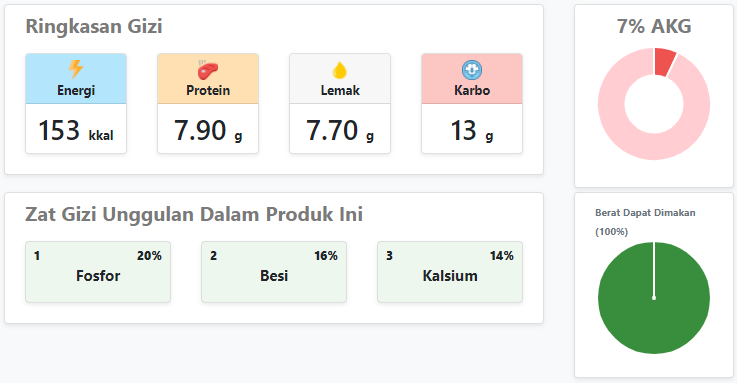 Ringkasan Gizi
Energi
153 kkal
Protein
7.90 g
Lemak
7.70 g
Karbo
13 g
7% AKG
Zat Gizi Unggulan Dalam Produk Ini
1 20%
Fosfor
2 16%
Besi
3 14%
Kalsium
Berat Dapat Dimakan
(100%)